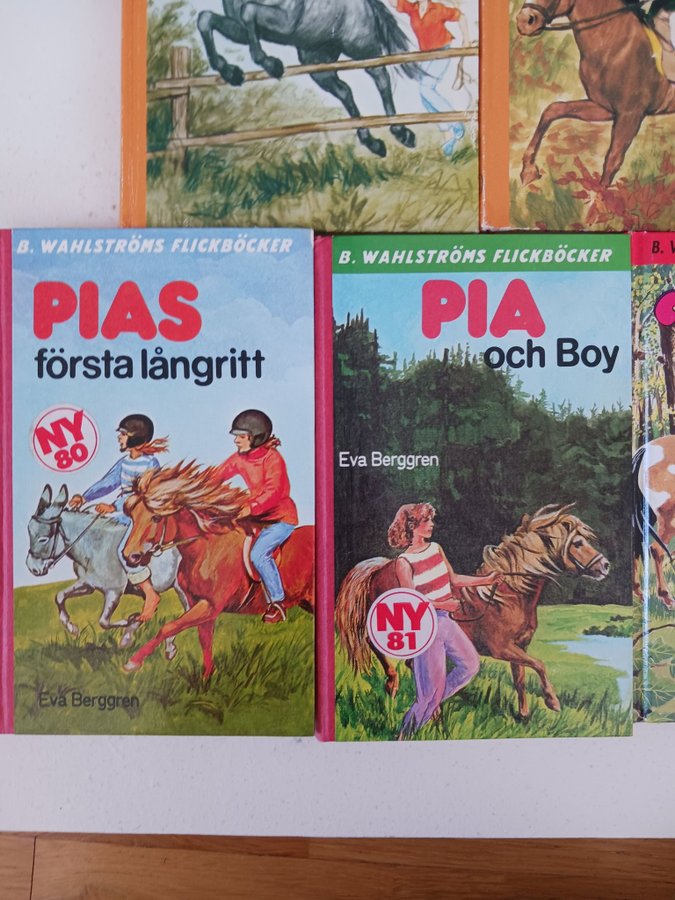 B. WAHLSTRÖMS FLICKBÖCKER
PIAS
första långritt
NY
80
Eva Berggren
B. WAHLSTRÖMS FLICKBÖCKER
PIA
och Boy
Eva Berggren
NY
81
B.